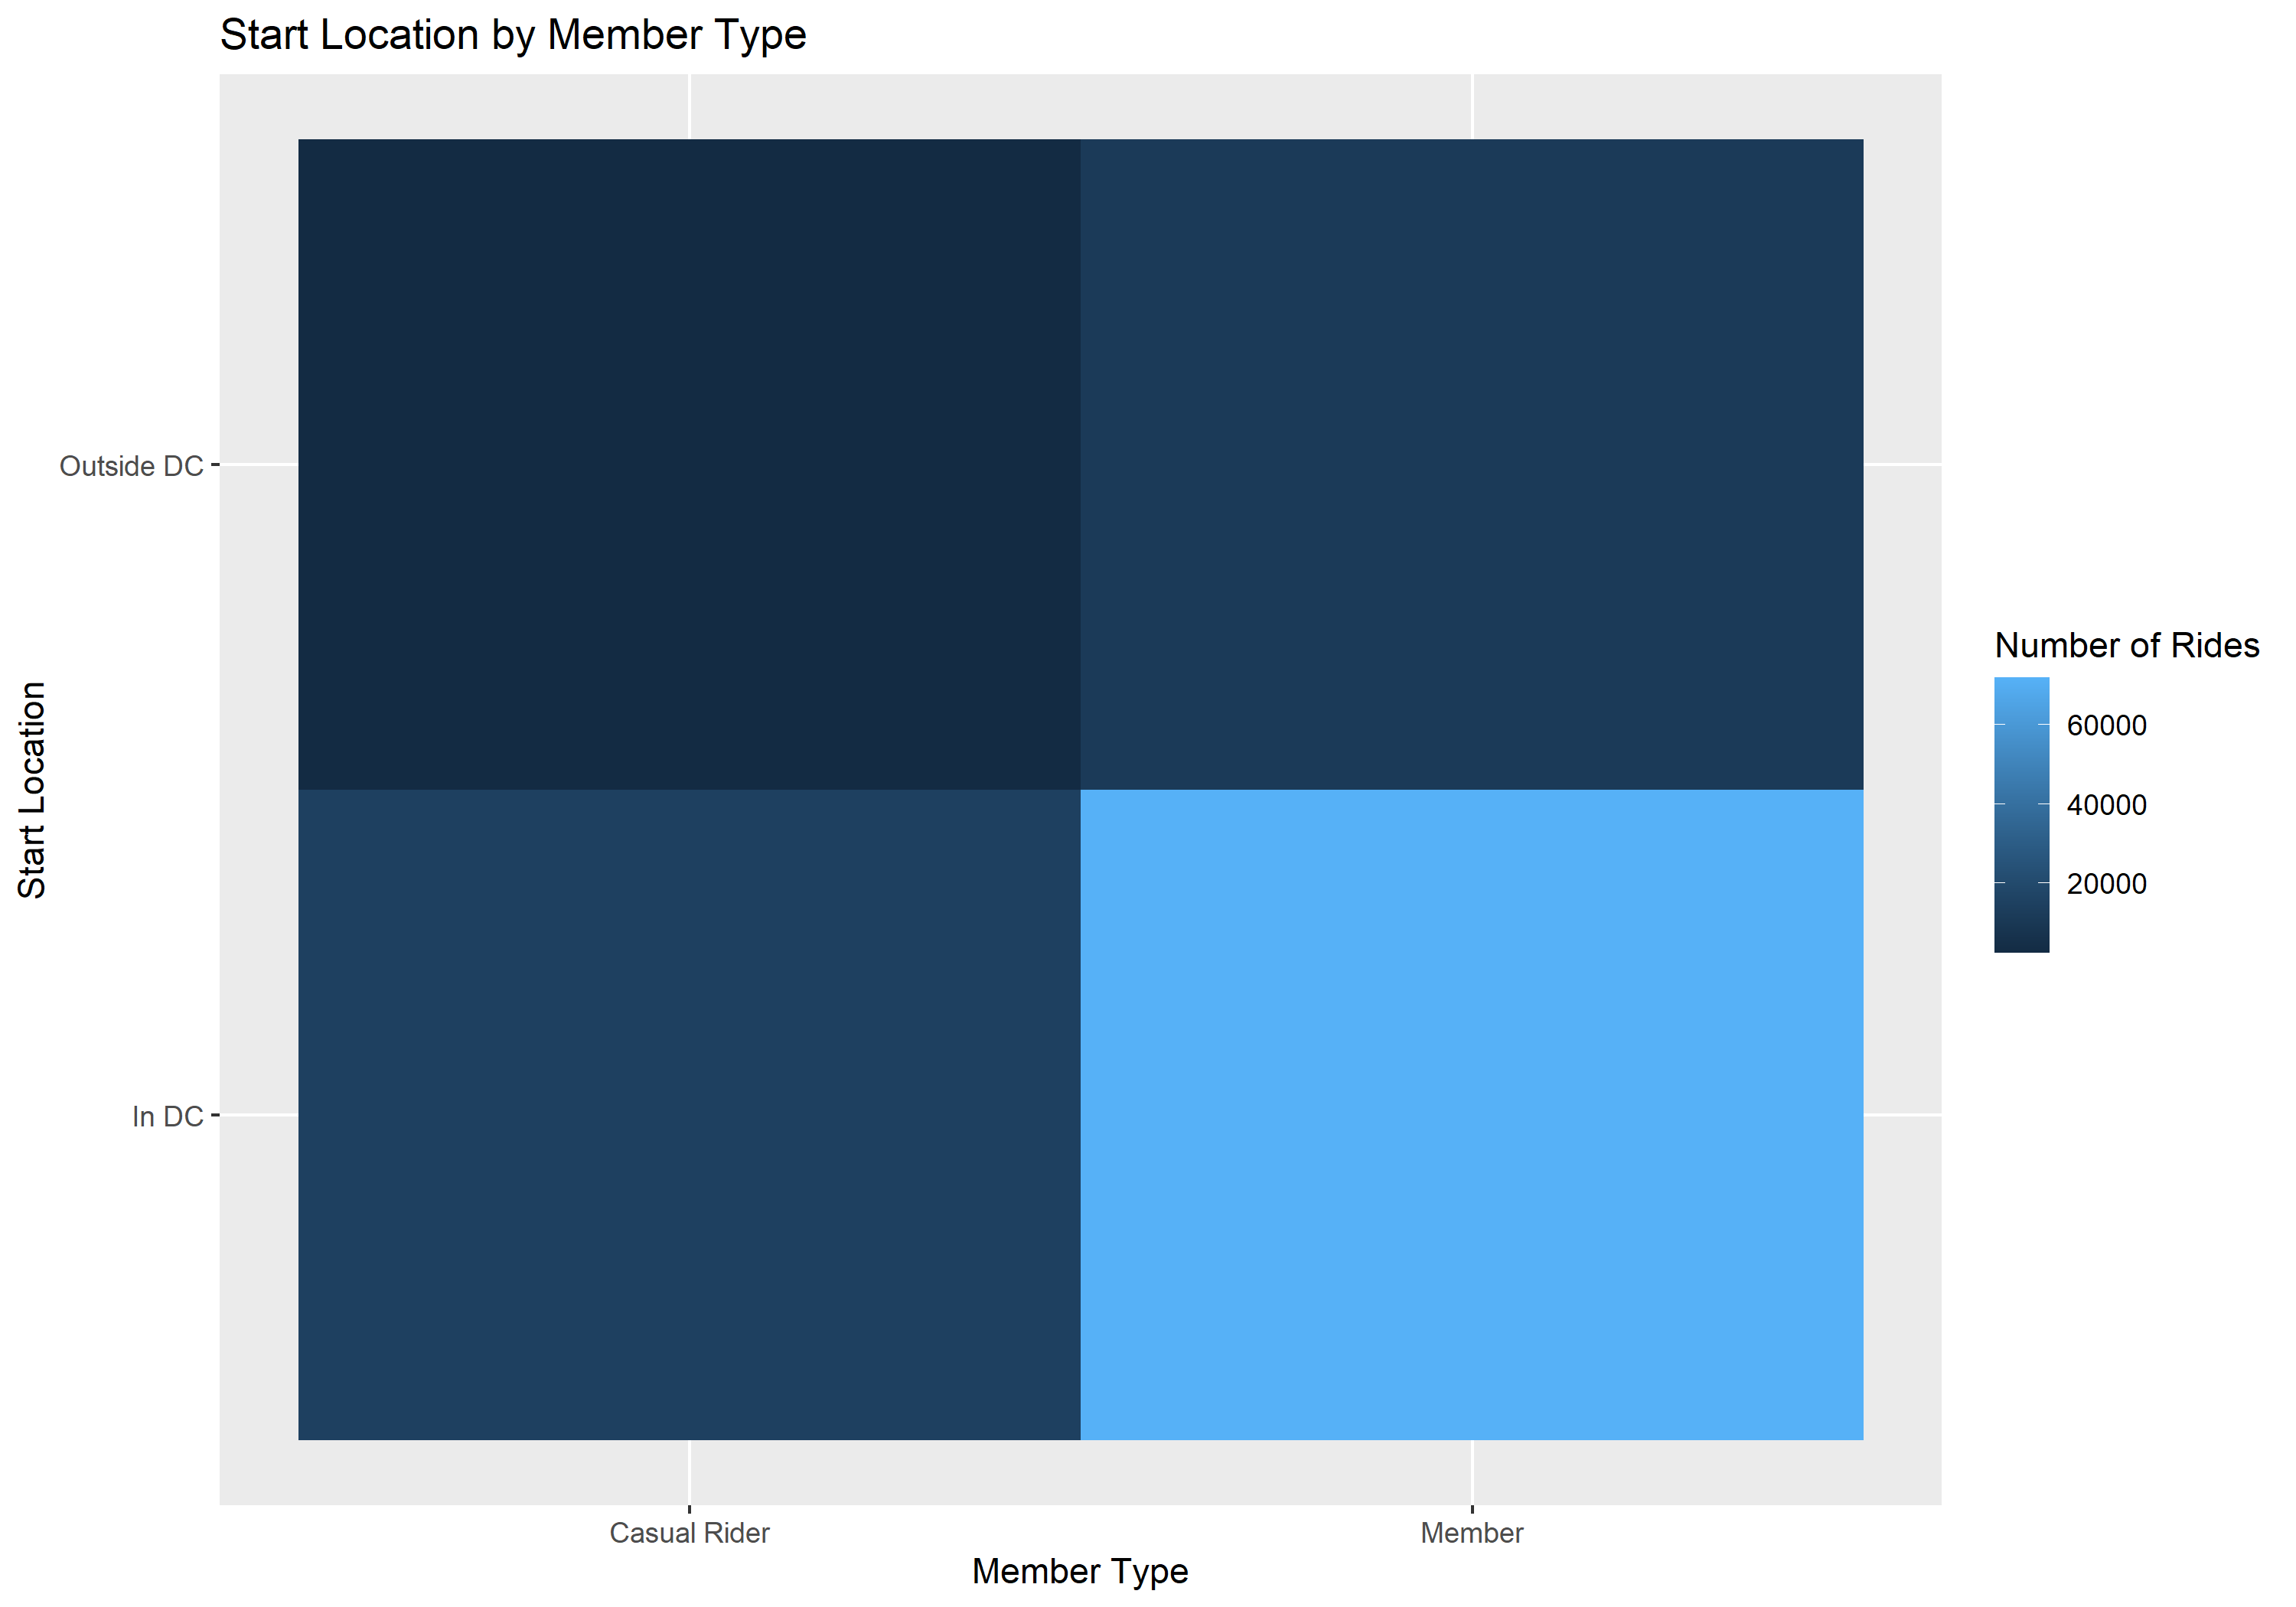 Start Location by Member Type
Start Location
Outside DC
In DC
Casual Rider
Member
Member Type
Number of Rides
60000
40000
20000